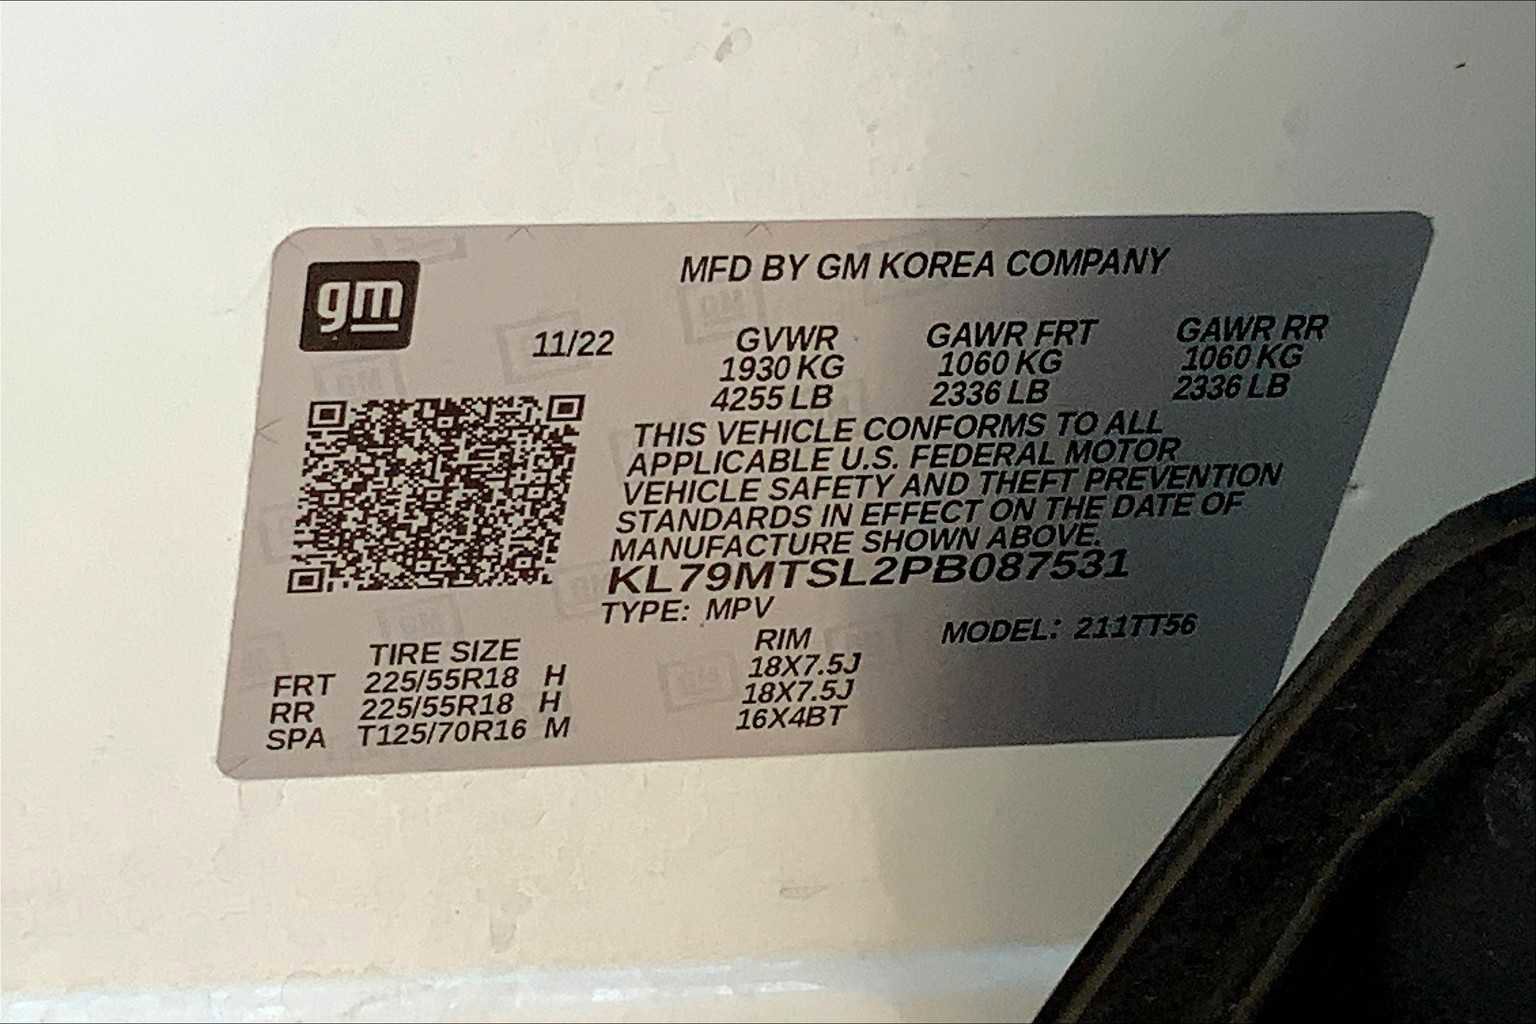 gm
MFD BY GM KOREA COMPANY
11/22 GVWR GAWR FRT GAWR RR
1930 KG 1060 KG 1060 KG
4255 LB 2336 LB 2336 LB
THIS VEHICLE CONFORMS TO ALL
APPLICABLE U.S. FEDERAL MOTOR
VEHICLE SAFETY AND THEFT PREVENTION
STANDARDS IN EFFECT ON THE DATE OF
MANUFACTURE SHOWN ABOVE.
KL79MTSL2PB087531
TYPE: MPV MODEL: 211TT56
TIRE SIZE RIM
FRT 225/55R18 H 18X7.5J
RR 225/55R18 H 18X7.5J
SPA T125/70R16 M 16X4BT